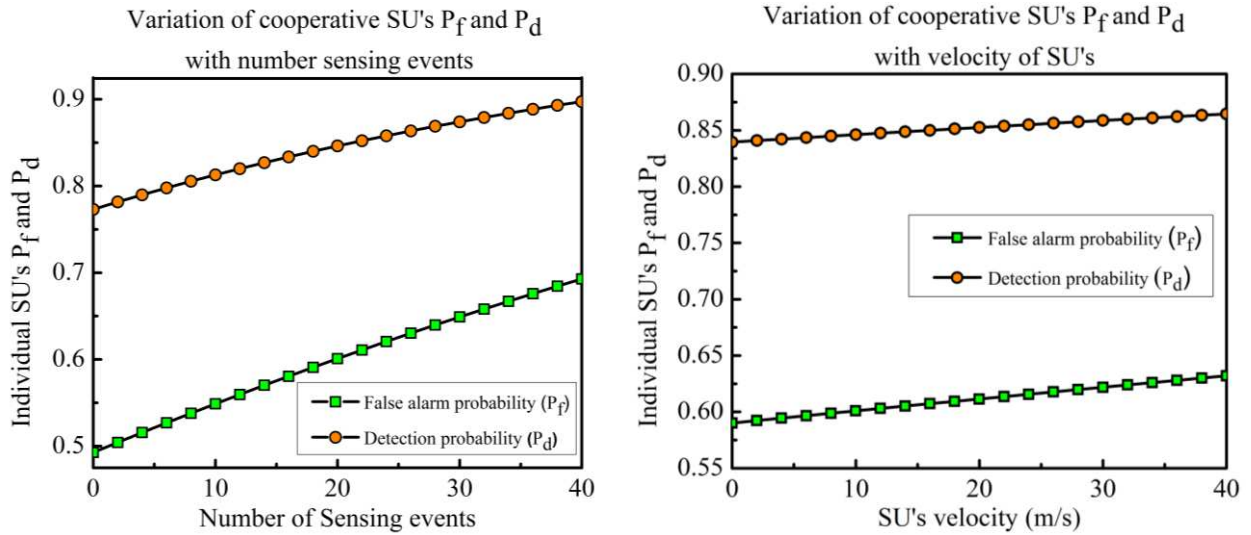 Variation of cooperative SU's Pf and Pd
with number sensing events
Individual SU's Pf and Pd
0.9
0.8
0.7
0.6
0.5
False alarm probability (Pf)
Detection probability (Pd)
0
10
20
30
40
Number of Sensing events
Variation of cooperative SU's Pf and Pd
with velocity of SU's
Individual SU's Pf and Pd
0.90
0.85
0.80
0.75
0.70
0.65
0.60
0.55
False alarm probability (Pf)
Detection probability (Pd)
0
10
20
30
40
SU's velocity (m/s)